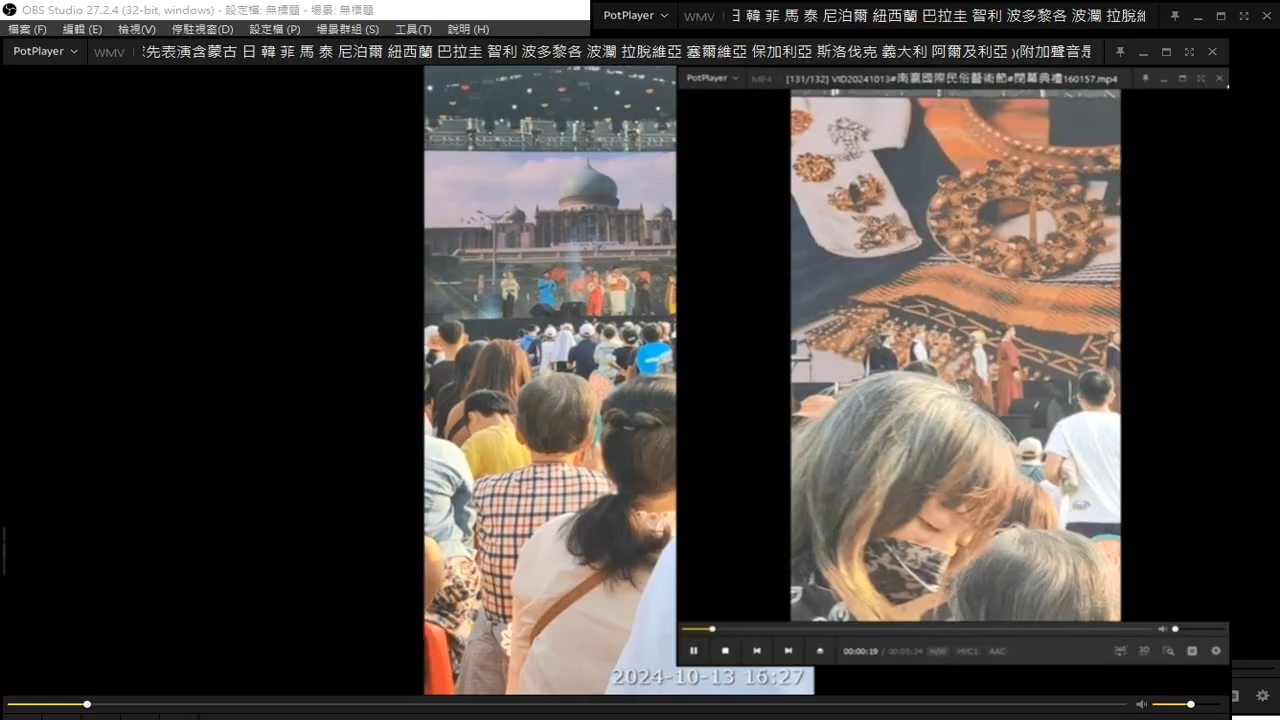 OBS Studio 27.2.4 (32-bit, windows) - 設定檔: 無標題 - 場景: 無標題
檔案 (F) 編輯 (E) 檢視(V) 停駐視窗(D) 設定檔 (P) 場景群組 (S) 工具(T) 說明 (H)
PotPlayer WMV 日 韓 菲 馬 泰 尼泊爾 紐西蘭 巴拉圭 智利 波多黎各 波瀾 拉脫維
PotPlayer WMV 先表演含蒙古 日 韓 菲 馬 泰 尼泊爾 紐西蘭 巴拉圭 智利 波多黎各 波瀾 拉脫維亞 塞爾維亞 保加利亞 斯洛伐克 義大利 阿爾及利亞 )(附加聲音是
PotPlayer MP4 [131/132] VID20241013#南瀛國際民俗藝術節#閉幕典禮160157.mp4
00:00:19 / 00:05:34 H/W HVC1 AAC
2024-10-13 16:27